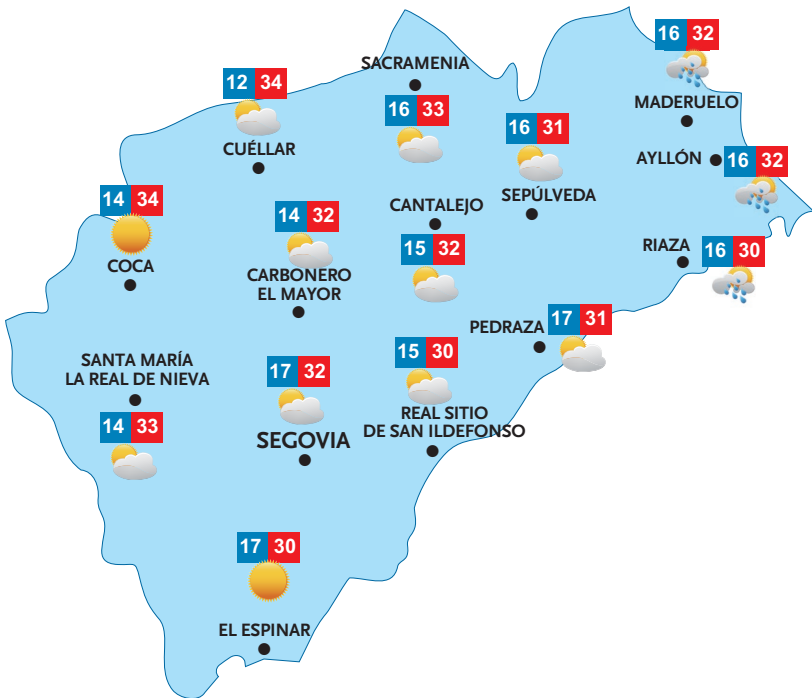 16 32
MADERUELO
SACRAMENIA
16 33
12 34
CUÉLLAR
16 31
SEPÚLVEDA
AYLLÓN
16 32
14 34
COCA
14 32
CARBONERO
EL MAYOR
CANTALEJO
15 32
RIAZA
16 30
PEDRAZA
17 31
SANTA MARÍA
LA REAL DE NIEVA
14 33
17 32
SEGOVIA
15 30
REAL SITIO
DE SAN ILDEFONSO
17 30
EL ESPINAR